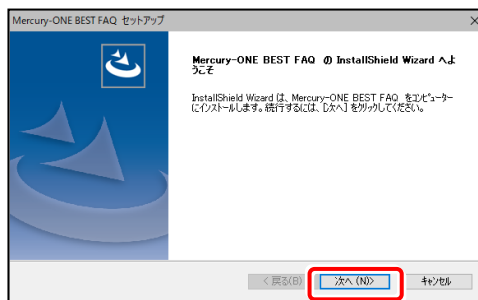 Mercury-ONE BEST FAQ セットアップ
Mercury-ONE BEST FAQ の InstallShield Wizard へよ
うこそ
InstallShield Wizard は、Mercury-ONE BEST FAQ をコンピューター
にインストールします。続行するには、[次へ] をクリックしてください。
< 戻る(B)
次へ (N)>
キャンセル